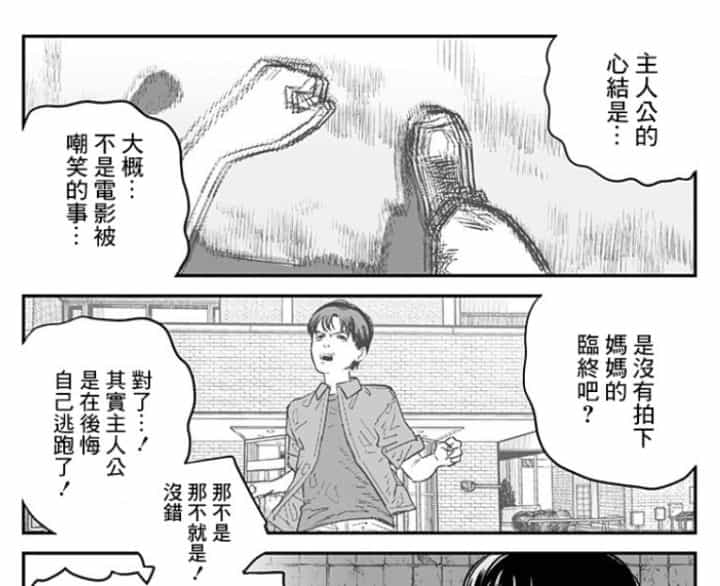 主人公的
心結是…
大概…
不是電影被
嘲笑的事…
是沒有拍下
媽媽的
臨終吧？
對了…！
其實主人公
是在後悔
自己逃跑了！
那不是
那不就是！
沒錯